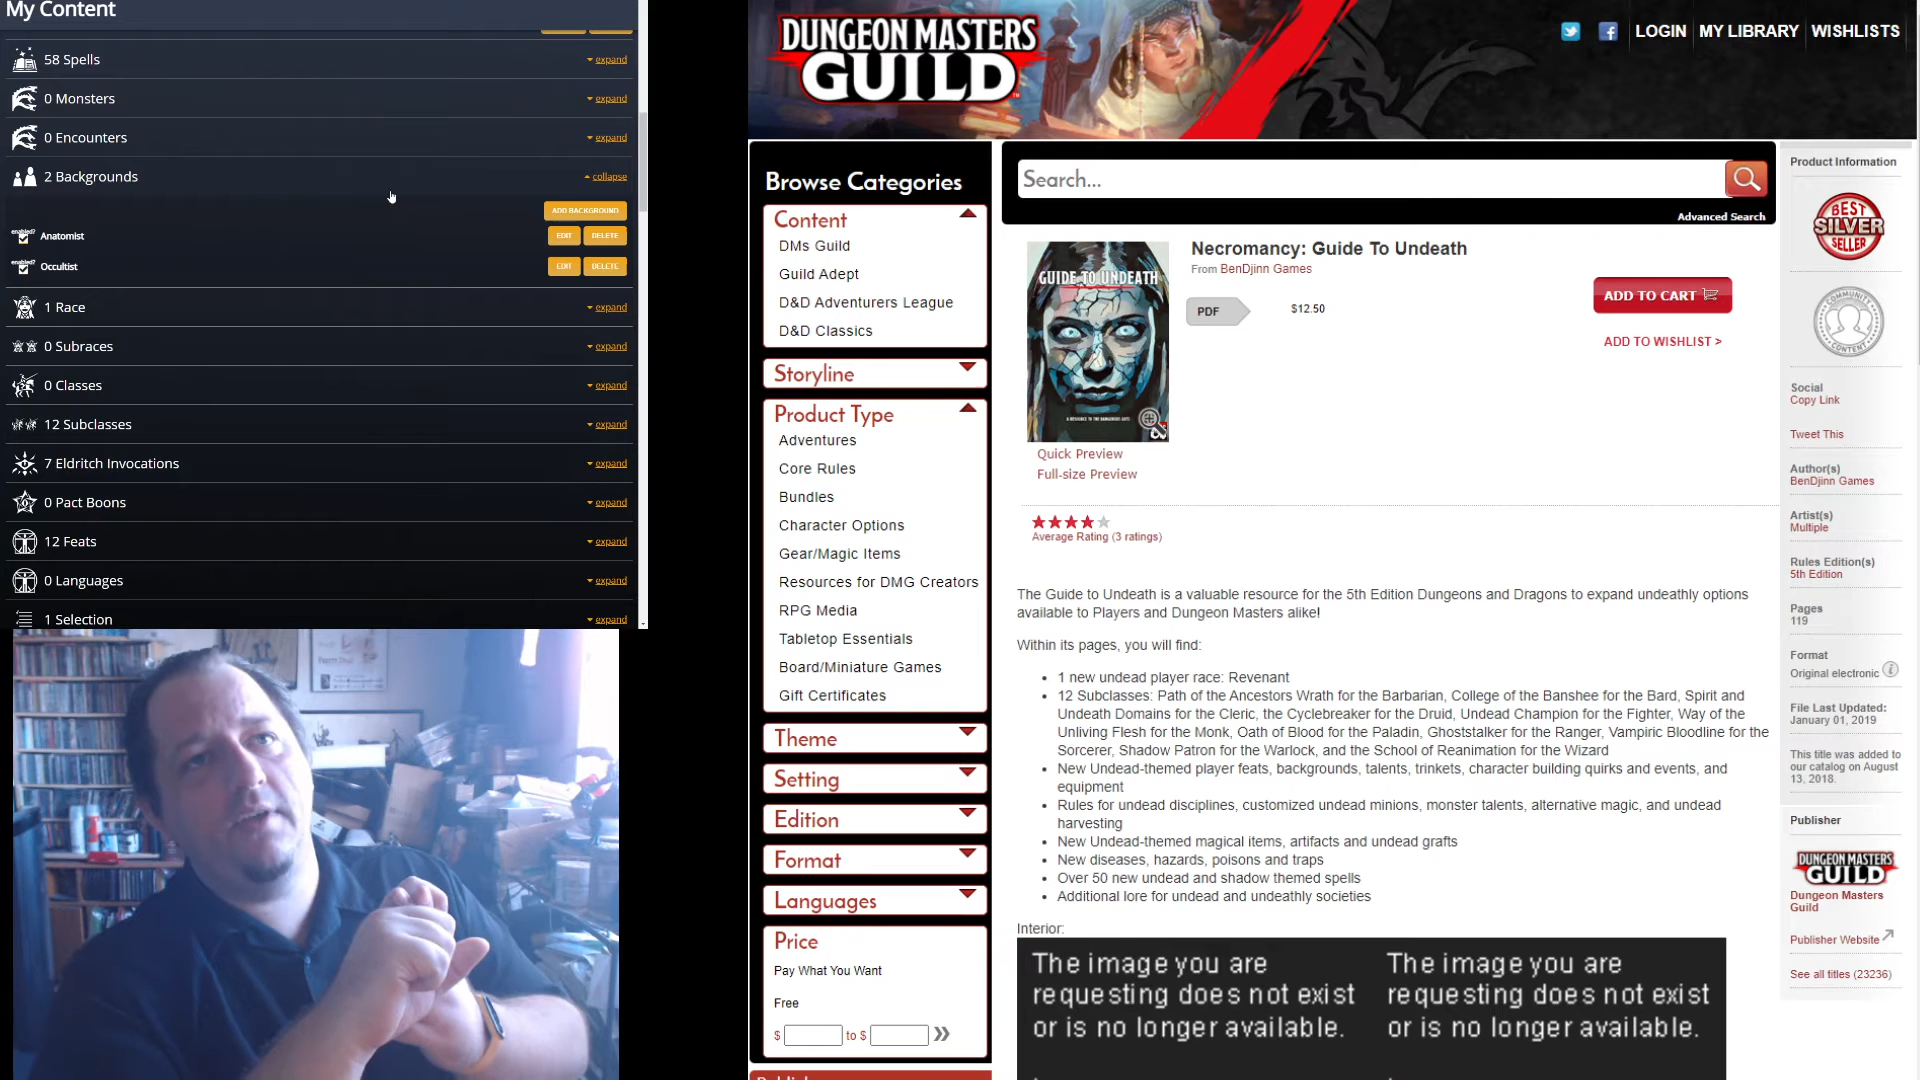 My Content
58 Spells
expand
0 Monsters
expand
0 Encounters
expand
2 Backgrounds
collapse
ADD BACKGROUND
enabled?
Anatomist
EDIT
DELETE
enabled?
Occultist
EDIT
DELETE
1 Race
expand
0 Subraces
expand
0 Classes
expand
12 Subclasses
expand
7 Eldritch Invocations
expand
0 Pact Boons
expand
12 Feats
expand
0 Languages
expand
1 Selection
expand
DUNGEON MASTERS
GUILD
LOGIN
MY LIBRARY
WISHLISTS
Browse Categories
Content
DMs Guild
Guild Adept
D&D Adventurers League
D&D Classics
Storyline
Product Type
Adventures
Core Rules
Bundles
Character Options
Gear/Magic Items
Resources for DMG Creators
RPG Media
Tabletop Essentials
Board/Miniature Games
Gift Certificates
Theme
Setting
Edition
Format
Languages
Price
Pay What You Want
Free
$ to $
Search...
Advanced Search
GUIDE TO UNDEATH
Quick Preview
Full-size Preview
Necromancy: Guide To Undeath
From BenDjinn Games
PDF
$12.50
ADD TO CART
ADD TO WISHLIST >
Average Rating (3 ratings)
The Guide to Undeath is a valuable resource for the 5th Edition Dungeons and Dragons to expand undeathly options
available to Players and Dungeon Masters alike!
Within its pages, you will find:
1 new undead player race: Revenant
12 Subclasses: Path of the Ancestors Wrath for the Barbarian, College of the Banshee for the Bard, Spirit and
Undeath Domains for the Cleric, the Cyclebreaker for the Druid, Undead Champion for the Fighter, Way of the
Unliving Flesh for the Monk, Oath of Blood for the Paladin, Ghoststalker for the Ranger, Vampiric Bloodline for the
Sorcerer, Shadow Patron for the Warlock, and the School of Reanimation for the Wizard
New Undead-themed player feats, backgrounds, talents, trinkets, character building quirks and events, and
equipment
Rules for undead disciplines, customized undead minions, monster talents, alternative magic, and undead
harvesting
New Undead-themed magical items, artifacts and undead grafts
New diseases, hazards, poisons and traps
Over 50 new undead and shadow themed spells
Additional lore for undead and undeathly societies
Interior:
The image you are
requesting does not exist
or is no longer available.
The image you are
requesting does not exist
or is no longer available.
Product Information
BEST
SILVER
SELLER
COMMUNITY
CONTENT
Social
Copy Link
Tweet This
Author(s)
BenDjinn Games
Artist(s)
Multiple
Rules Edition(s)
5th Edition
Pages
119
Format
Original electronic
File Last Updated:
January 01, 2019
This title was added to
our catalog on August
13, 2018.
Publisher
DUNGEON MASTERS
GUILD
Dungeon Masters
Guild
Publisher Website
See all titles (23236)